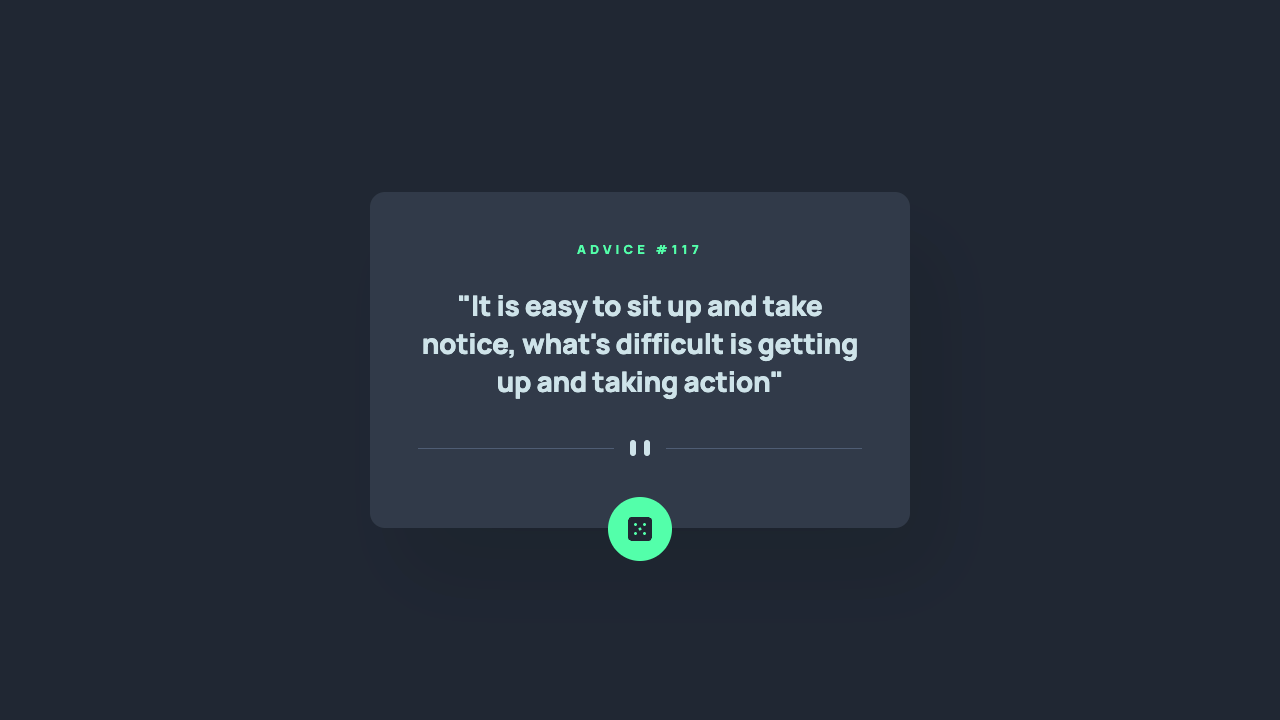 ADVICE #117
"It is easy to sit up and take
notice, what's difficult is getting
up and taking action"